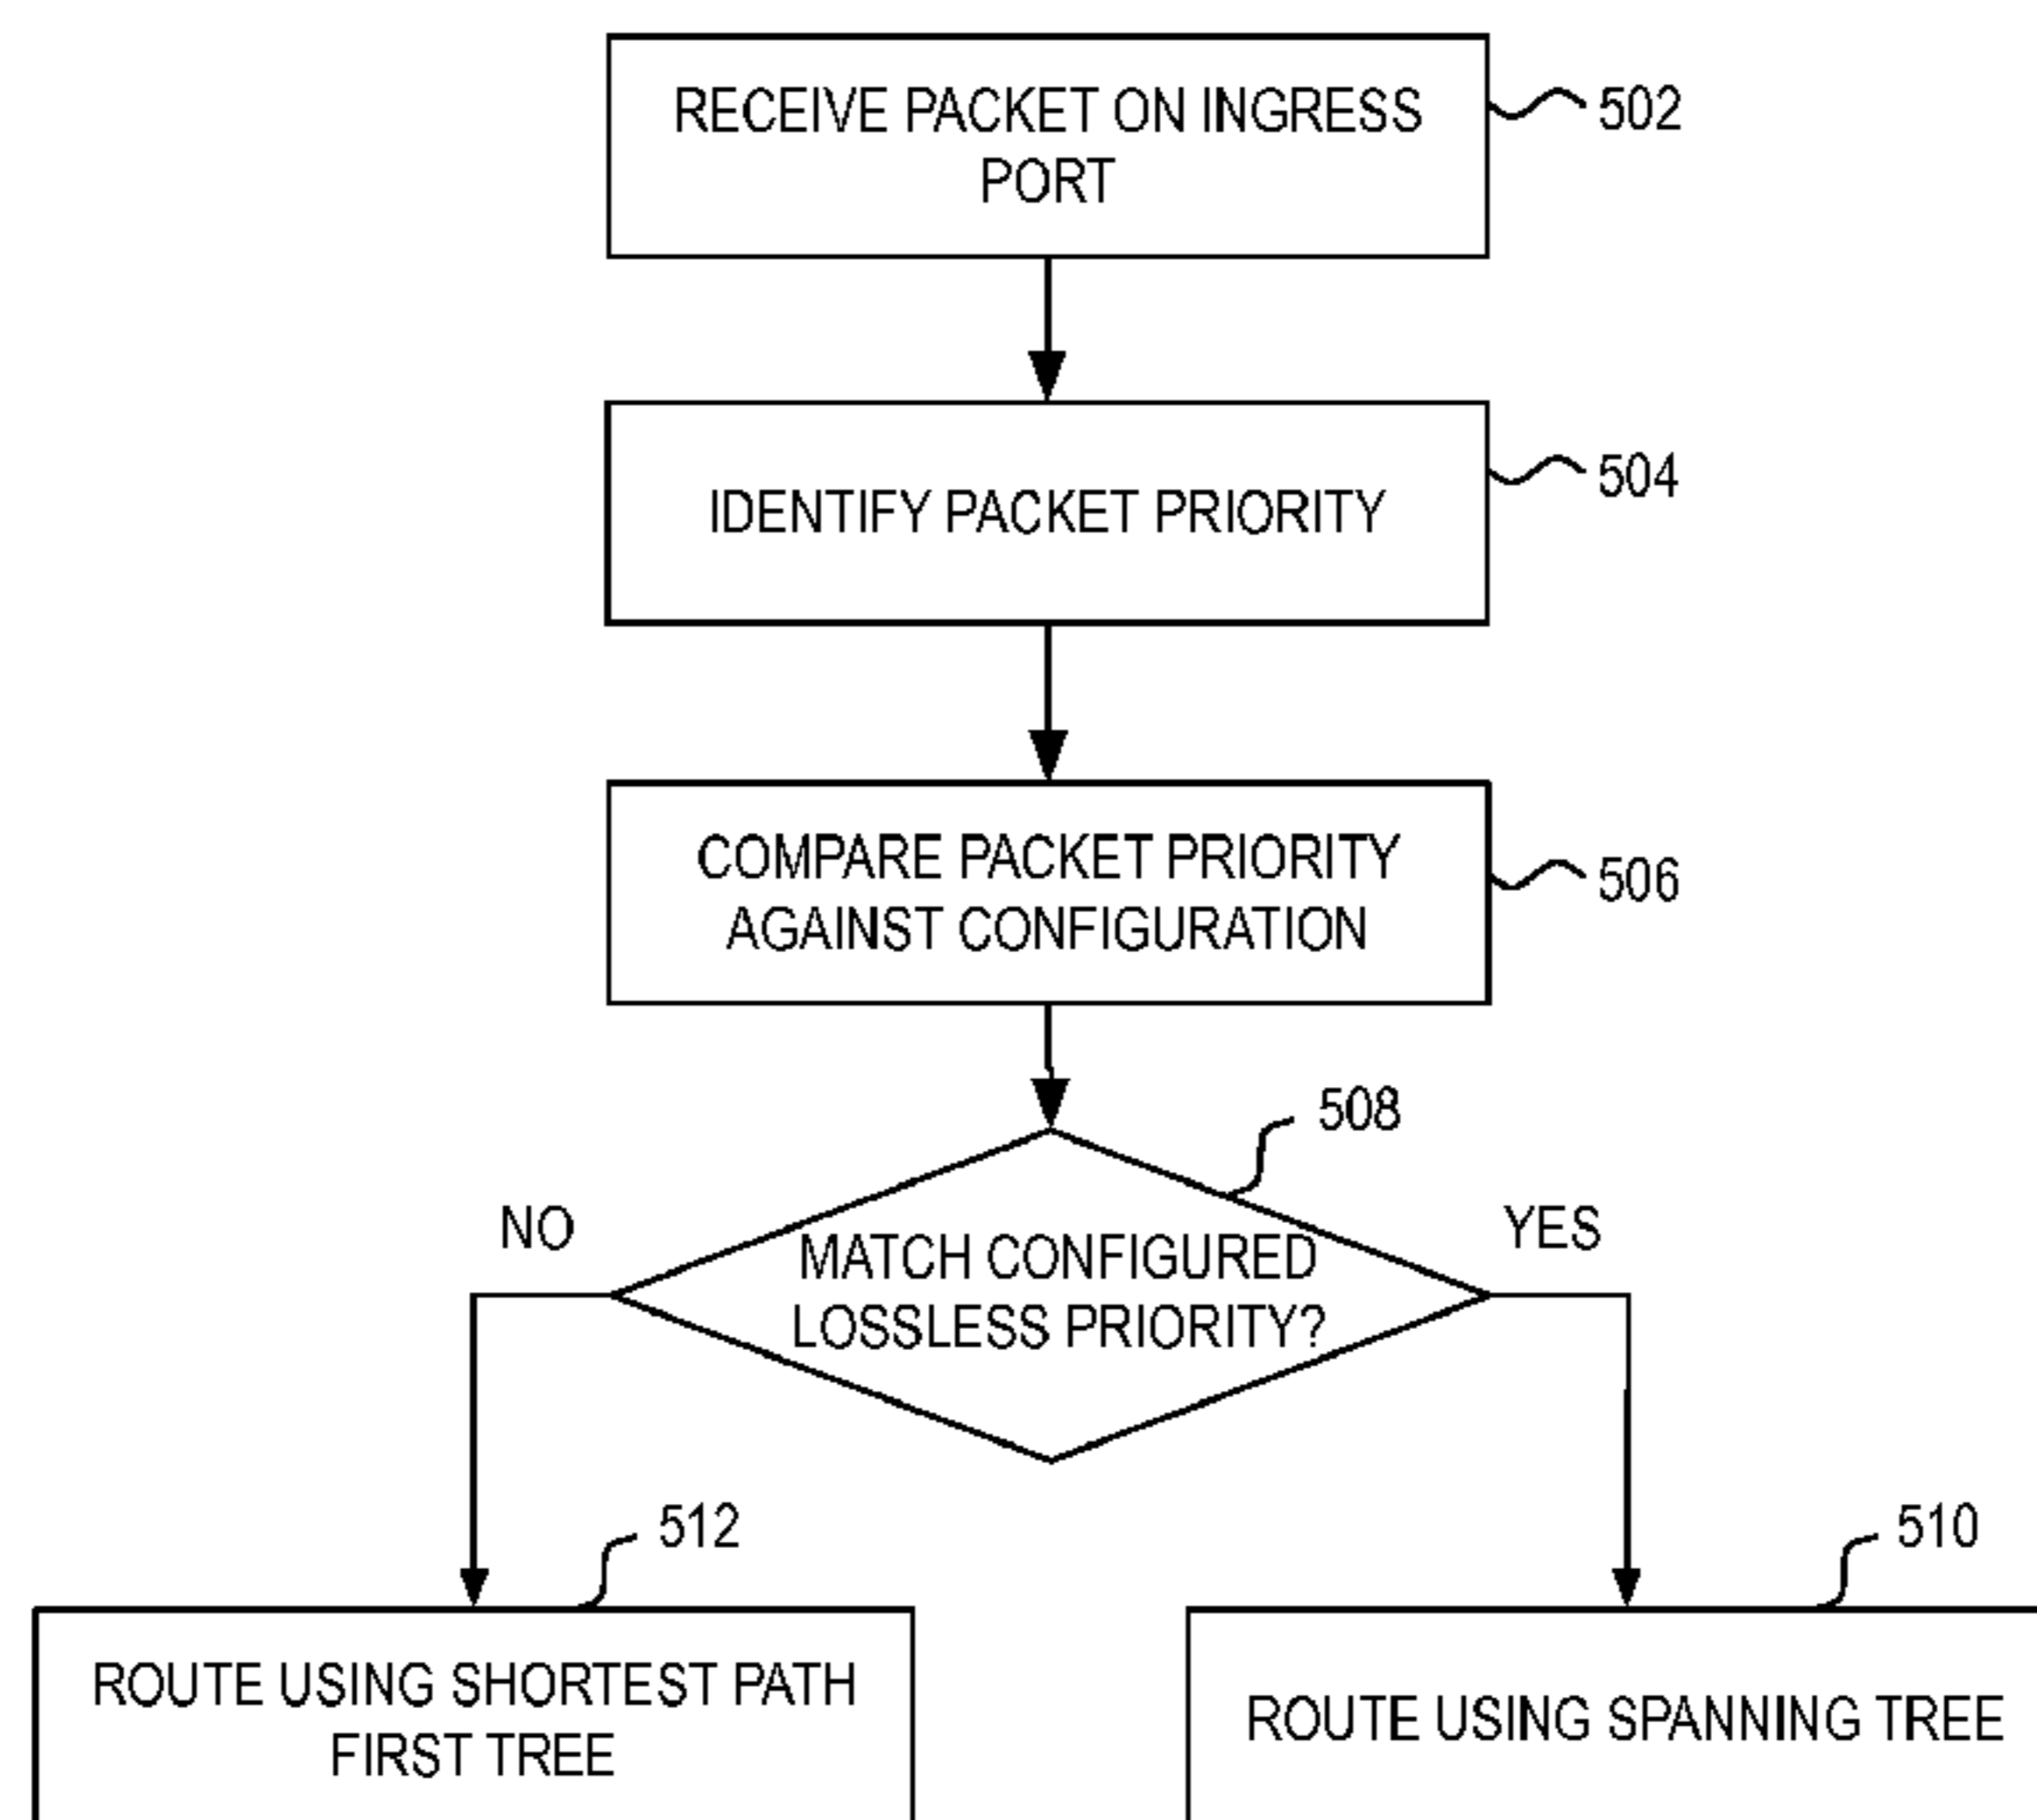 RECEIVE PACKET ON INGRESS
PORT
502
IDENTIFY PACKET PRIORITY
504
COMPARE PACKET PRIORITY
AGAINST CONFIGURATION
506
508
NO
YES
MATCH CONFIGURED
LOSSLESS PRIORITY?
512
510
ROUTE USING SHORTEST PATH
FIRST TREE
ROUTE USING SPANNING TREE